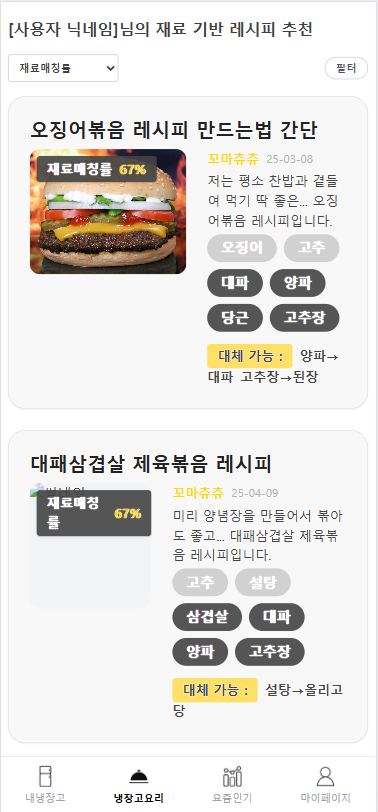 [사용자 닉네임]님의 재료 기반 레시피 추천
재료매칭률
필터
오징어볶음 레시피 만드는법 간단
재료매칭률 67%
꼬마츄츄 25-03-08
저는 평소 찬밥과 곁들
여 먹기 딱 좋은... 오징
어볶음 레시피입니다.
오징어 고추
대파 양파
당근 고추장
대체 가능 : 양파→
대파 고추장→된장
대패삼겹살 제육볶음 레시피
재료매칭
률 67%
꼬마츄츄 25-04-09
미리 양념장을 만들어서 볶아
도 좋고... 대패삼겹살 제육볶
음 레시피입니다.
고추 설탕
삼겹살 대파
양파 고추장
대체 가능 : 설탕→올리고
당
내냉장고 냉장고요리 요즘인기 마이페이지